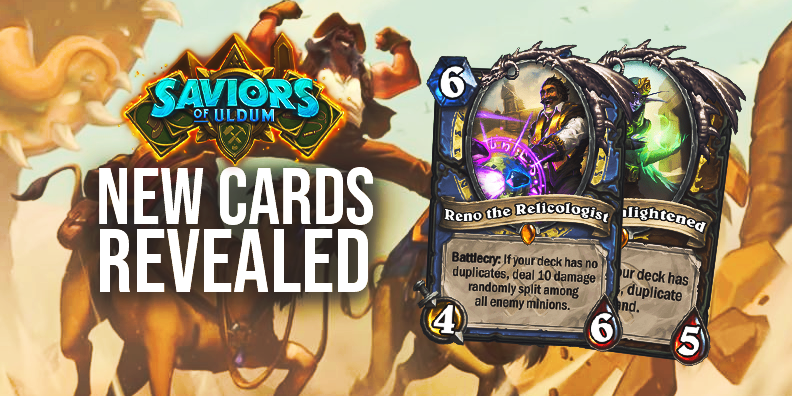 SAVIORS
OF ULDUM
NEW CARDS
REVEALED
6
Reno the Relicologist
Battlecry: If your deck has no
duplicates, deal 10 damage
randomly split among
all enemy minions.
4
6
nlightened
ur deck has
, duplicate
nd.
5